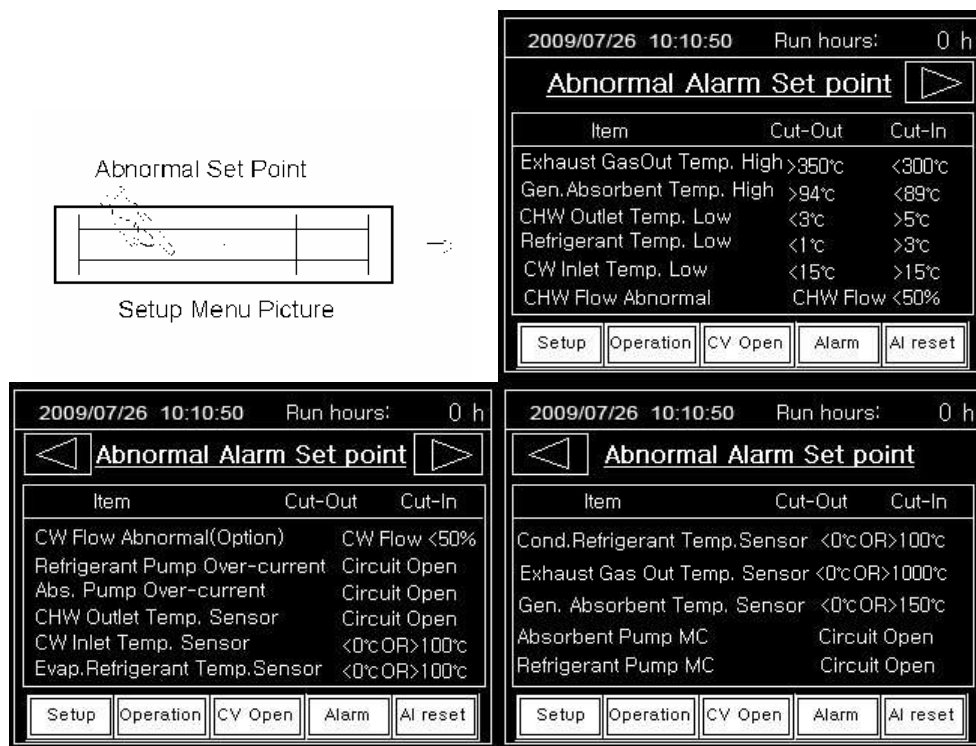 Abnormal Set Point
Setup Menu Picture
2009/07/26 10:10:50 Run hours: 0 h
Abnormal Alarm Set point
Item Cut-Out Cut-In
Exhaust GasOut Temp. High >350℃ <300℃
Gen.Absorbent Temp. High >94℃ <89℃
CHW Outlet Temp. Low <3℃ >5℃
Refrigerant Temp. Low <1℃ >3℃
CW Inlet Temp. Low <15℃ >15℃
CHW Flow Abnormal CHW Flow <50%
Setup Operation CV Open Alarm Al reset
2009/07/26 10:10:50 Run hours: 0 h
Abnormal Alarm Set point
Item Cut-Out Cut-In
CW Flow Abnormal(Option) CW Flow <50%
Refrigerant Pump Over-current Circuit Open
Abs. Pump Over-current Circuit Open
CHW Outlet Temp. Sensor Circuit Open
CW Inlet Temp. Sensor <0℃OR>100℃
Evap.Refrigerant Temp.Sensor <0℃OR>100℃
Setup Operation CV Open Alarm Al reset
2009/07/26 10:10:50 Run hours: 0 h
Abnormal Alarm Set point
Item Cut-Out Cut-In
Cond.Refrigerant Temp.Sensor <0℃OR>100℃
Exhaust Gas Out Temp. Sensor <0℃OR>1000℃
Gen. Absorbent Temp. Sensor <0℃OR>150℃
Absorbent Pump MC Circuit Open
Refrigerant Pump MC Circuit Open
Setup Operation CV Open Alarm Al reset